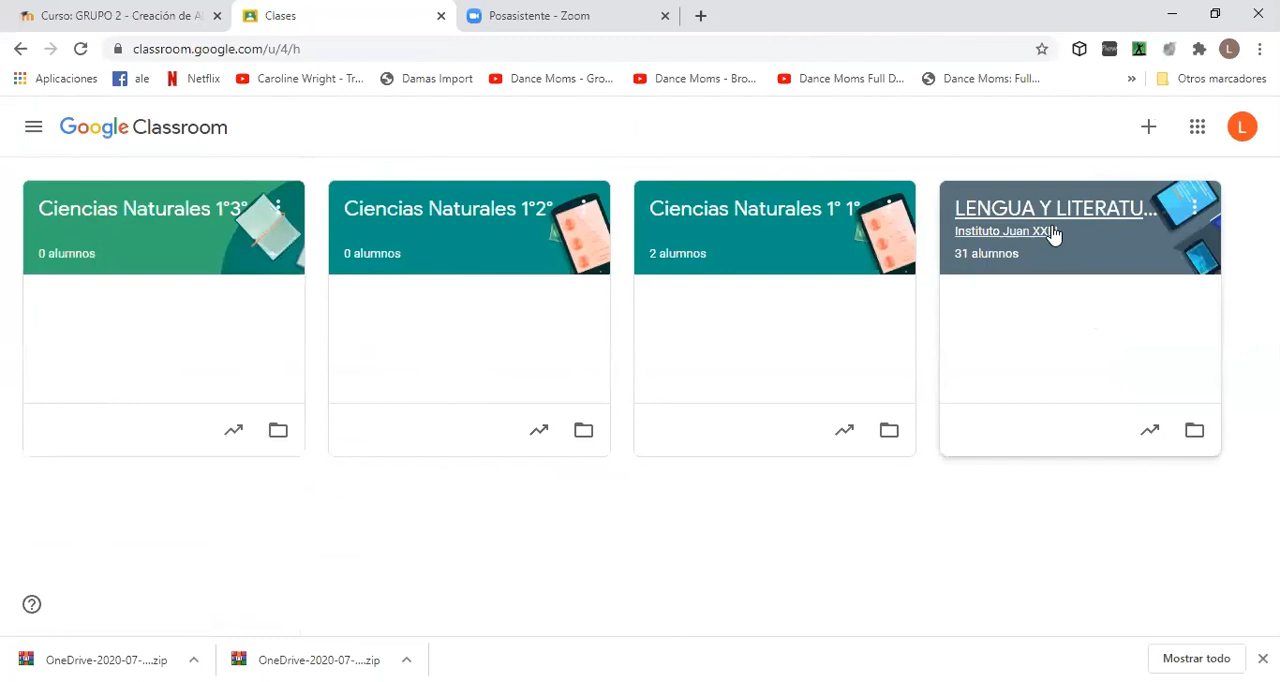 Curso: GRUPO 2 - Creación de A
Clases
Posasistente - Zoom
classroom.google.com/u/4/h
L
Aplicaciones
ale
Netflix
Caroline Wright - Tr...
Damas Import
Dance Moms - Gro...
Dance Moms - Bro...
Dance Moms Full D...
Dance Moms: Full...
»
Otros marcadores
Google Classroom
L
Ciencias Naturales 1°3°
0 alumnos
Ciencias Naturales 1°2°
0 alumnos
Ciencias Naturales 1° 1°
2 alumnos
LENGUA Y LITERATU...
Instituto Juan XXIII
31 alumnos
OneDrive-2020-07-....zip
OneDrive-2020-07-....zip
Mostrar todo